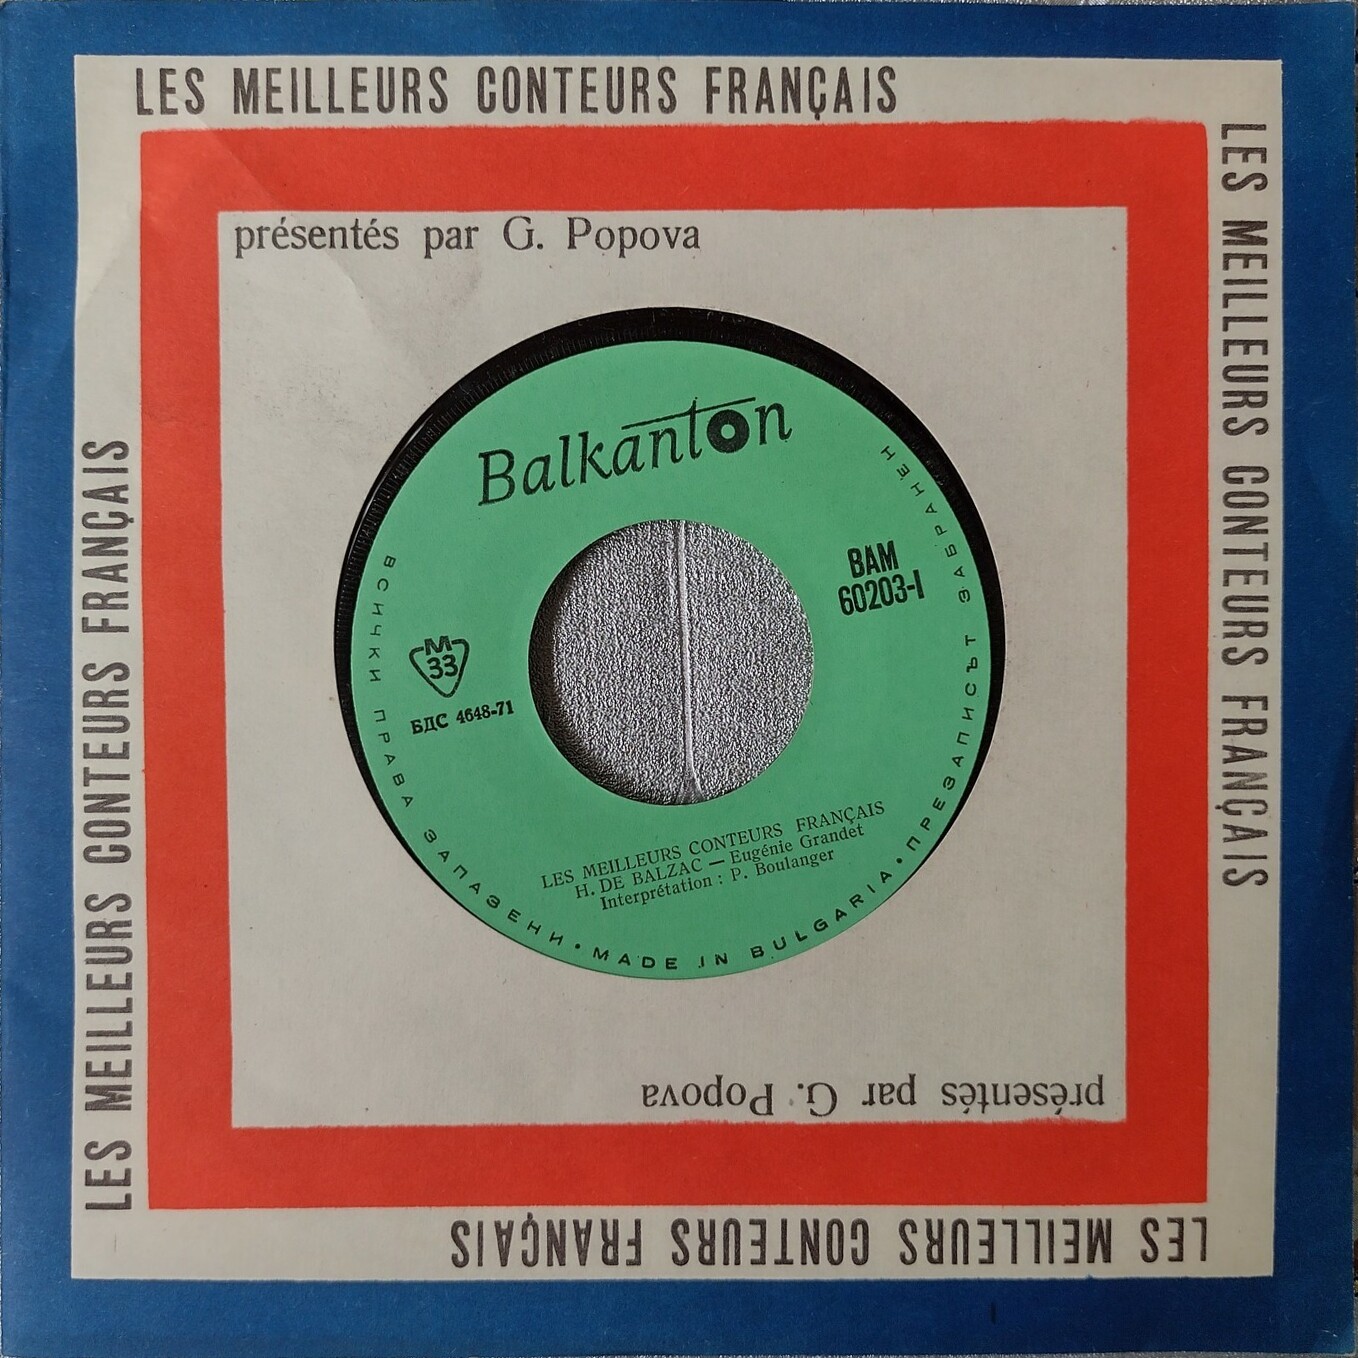 LES MEILLEURS CONTEURS FRANÇAIS
LES MEILLEURS CONTEURS FRANÇAIS
présentés par G. Popova
Balkanton
ВАМ
60203-I
M
33
БДС 4648-71
LES MEILLEURS CONTEURS FRANÇAIS
H. DE BALZAC — Eugénie Grandet
Interprétation : P. Boulanger
ВСИЧКИ ПРАВА ЗАПАЗЕНИ • MADE IN BULGARIA • ПРЕЗАПИСЪТ ЗАБРАНЕН
LES MEILLEURS CONTEURS FRANÇAIS
présentés par G. Popova
LES MEILLEURS CONTEURS FRANÇAIS